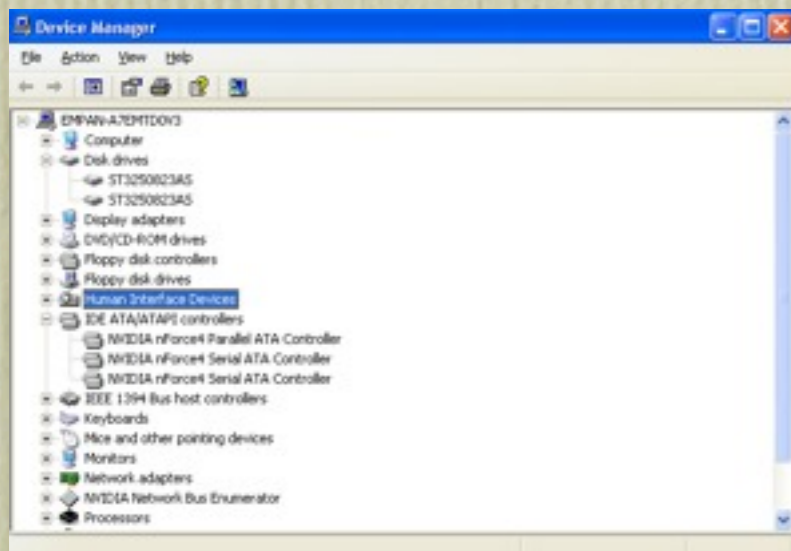 Device Manager
File Action View Help
EMPAN-A7EMTD0V3
Computer
Disk drives
ST3250823AS
ST3250823AS
Display adapters
DVD/CD-ROM drives
Floppy disk controllers
Floppy disk drives
Human Interface Devices
IDE ATA/ATAPI controllers
NVIDIA nForce4 Parallel ATA Controller
NVIDIA nForce4 Serial ATA Controller
NVIDIA nForce4 Serial ATA Controller
IEEE 1394 Bus host controllers
Keyboards
Mice and other pointing devices
Monitors
Network adapters
NVIDIA Network Bus Enumerator
Processors